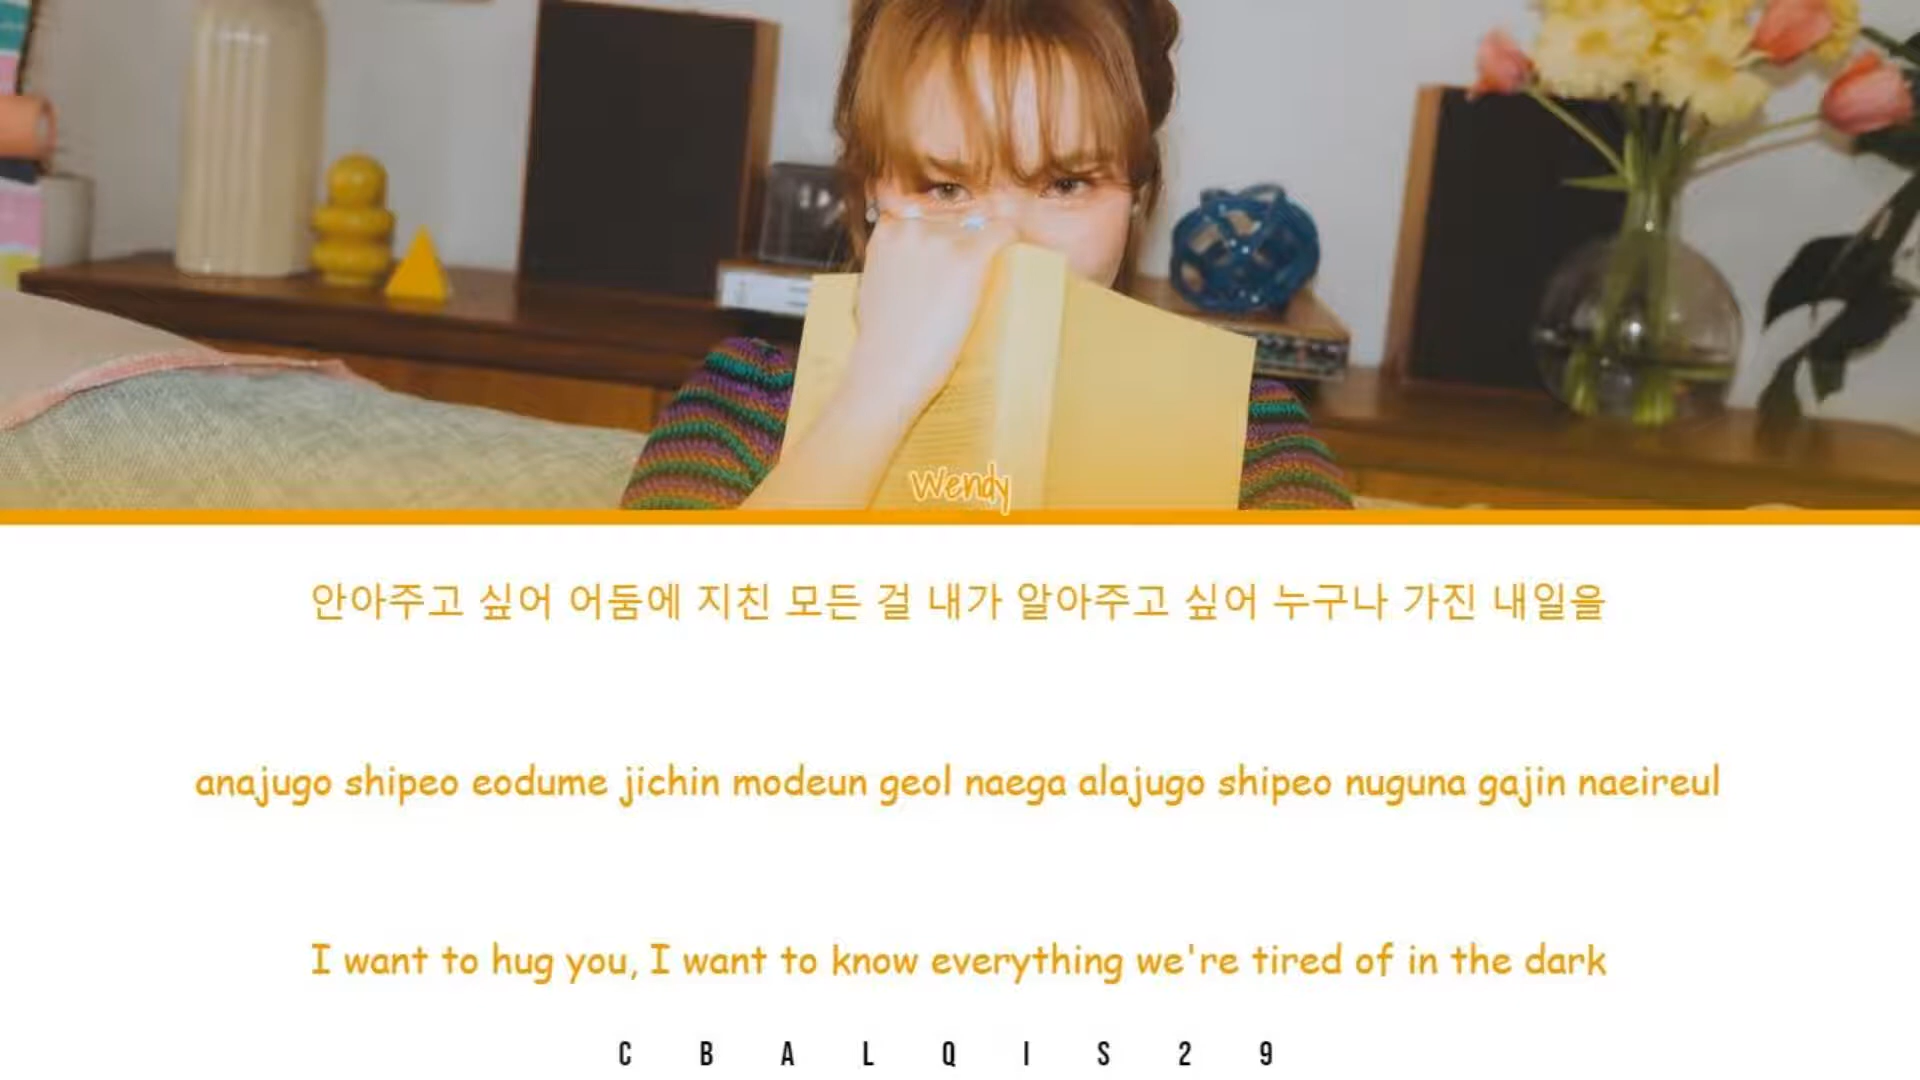 Wendy
안아주고 싶어 어둠에 지친 모든 걸 내가 알아주고 싶어 누구나 가진 내일을
anajugo shipeo eodume jichin modeun geol naega alajugo shipeo nuguna gajin naeireul
I want to hug you, I want to know everything we're tired of in the dark
CBALQIS29